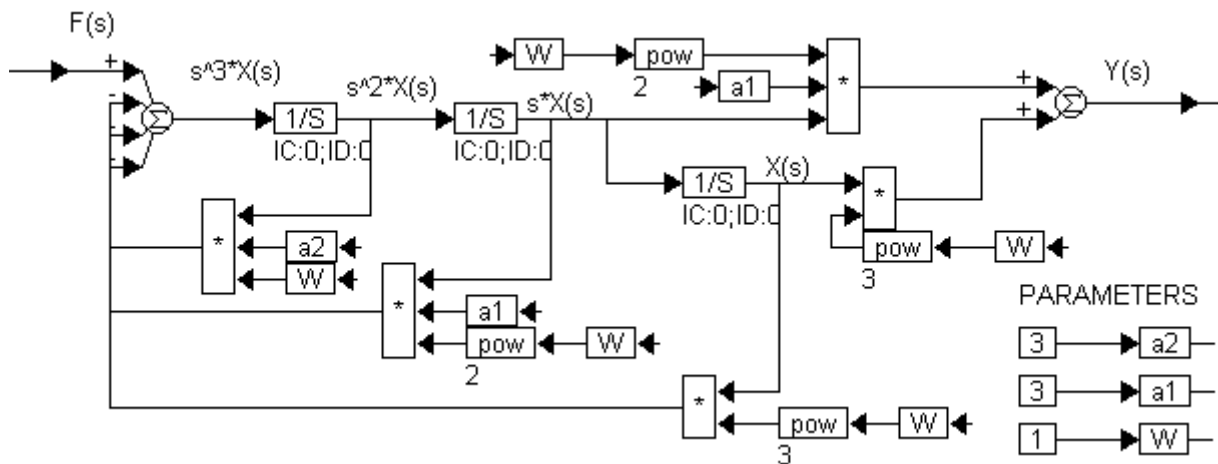 F(s)
+
-
-
-
Σ
s^3*X(s)
1/S
IC:0;ID:0
s^2*X(s)
1/S
IC:0;ID:0
s*X(s)
W
pow
2
a1
*
+
+
Σ
Y(s)
1/S
IC:0;ID:0
X(s)
*
pow
3
W
*
a2
W
*
a1
pow
2
W
*
pow
3
W
PARAMETERS
3 a2
3 a1
1 W